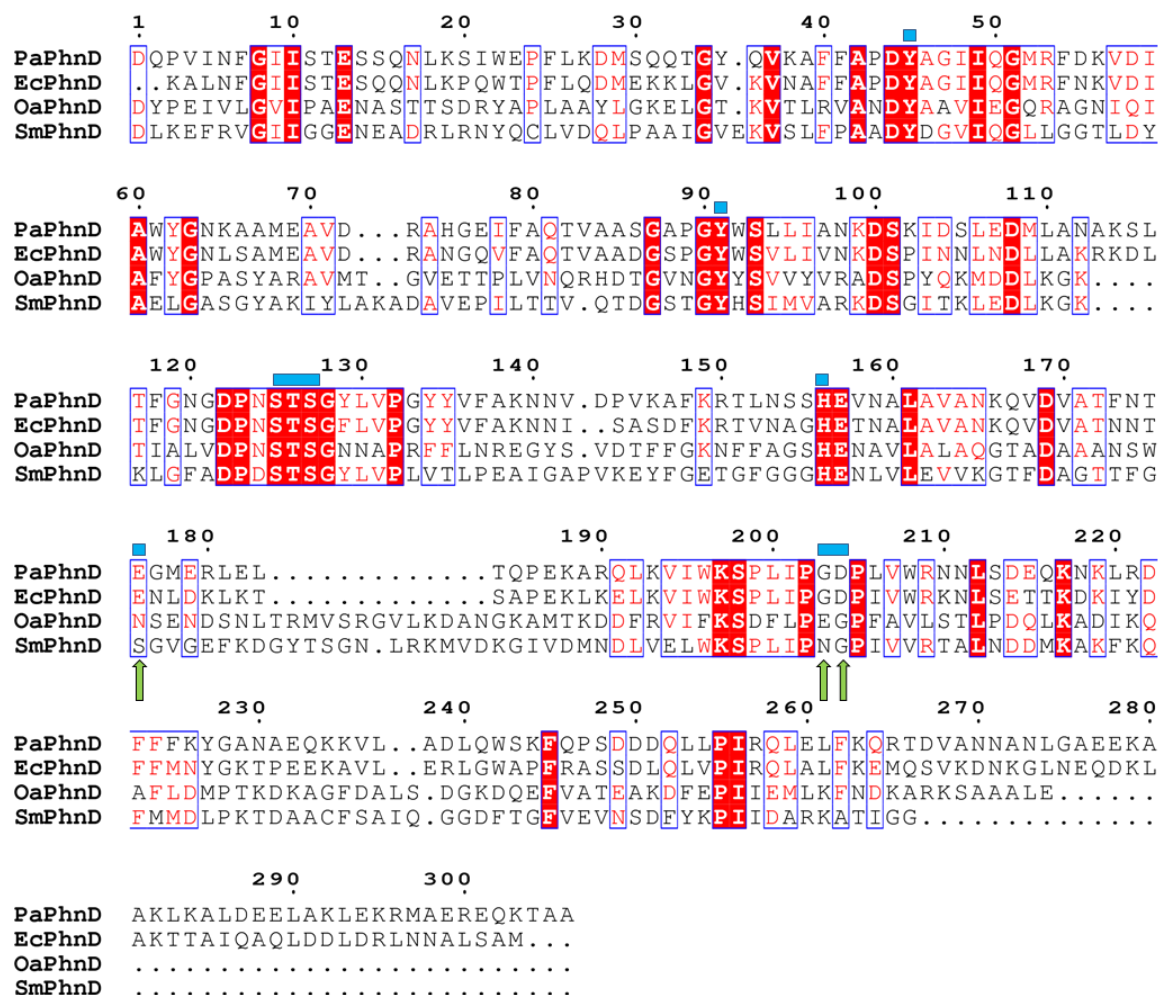 1 10 20 30 40 50
PaPhnD DQPVINFGIISTESSQNLKSIWEPFLKDMSQQTGY.QVKAFFAPDYAGIIQGMRFDKVDI
EcPhnD ..KALNFGIISTESSQNLKPQWTPFLQDMEKKLGV.KVNAFFAPDYAGIIQGMRFNKVDI
OaPhnD DYPEIVLGVIPAENASTTSDRYAPLAAYLGKELGT.KVTLRVANDYAAVIEGQRAGNIQI
SmPhnD DLKEFRVGIIGGENEADRLRNYQCLVDQLPAAIGVEKVSLFPAADYDGVIQGLLGGTLDY
60 70 80 90 100 110
PaPhnD AWYGNKAAMEAVD...RAHGEIFAQTVAASGAPGYWSLLIANKDSKIDSLEDMLANAKSL
EcPhnD AWYGNLSAMEAVD...RANGQVFAQTVAADGSPGYWSVLIVNKDSPINNLNDLLAKRKDL
OaPhnD AFYGPASYARAVMT..GVETTPLVNQRHDTGVNGYYSVVYVRADSPYQKMDDLKGK....
SmPhnD AELGASGYAKIYLAKADAVEPILTTV.QTDGSTGYHSIMVARKDSGITKLEDLKGK....
120 130 140 150 160 170
PaPhnD TFGNGDPNSTSGYLVPGYYVFAKNNV.DPVKAFKRTLNSSHEVNALAVANKQVDVATFNT
EcPhnD TFGNGDPNSTSGFLVPGYYVFAKNNI..SASDFKRTVNAGHETNALAVANKQVDVATNNT
OaPhnD TIALVDPNSTSGNNAPRFFLNREGYS.VDTFFGKNFFAGSHENAVLALAQGTADAAANSW
SmPhnD KLGFADPDSTSGYLVPLVTLPEAIGAPVKEYFGETGFGGGHENLVLEVVKGTFDAGTTFG
180 190 200 210 220
PaPhnD EGMERLEL.............TQPEKARQLKVIWKSPLIPGDPLVWRNNLSDEQKNKLRD
EcPhnD ENLDKLKT.............SAPEKLKELKVIWKSPLIPGDPIVWRKNLSETTKDKIYD
OaPhnD NSENDSNLTRMVSRGVLKDANGKAMTKDDFRVIFKSDFLPEGPFAVLSTLPDQLKADIKQ
SmPhnD SGVGEFKDGYTSGN.LRKMVDKGIVDMNDLVELWKSPLIPNGPIVVRTALNDDMKAKFKQ
230 240 250 260 270 280
PaPhnD FFFKYGANAEQKKVL..ADLQWSKFQPSDDDQLLPIRQLELFKQRTDVANNANLGAEEKA
EcPhnD FFMNYGKTPEEKAVL..ERLGWAPFRASSDLQLVPIRQLALFKEMQSVKDNKGLNEQDKL
OaPhnD AFLDMPTKDKAGFDALS.DGKDQEFVATEAKDFEPIIEMLKFNDKARKSAAALE......
SmPhnD FMMDLPKTDAACFSAIQ.GGDFTGFVEVNSDFYKPIIDARKATIGG..............
290 300
PaPhnD AKLKALDEELAKLEKRMAEREQKTAA
EcPhnD AKTTAIQAQLDDLDRLNNALSAM...
OaPhnD ..........................
SmPhnD ..........................